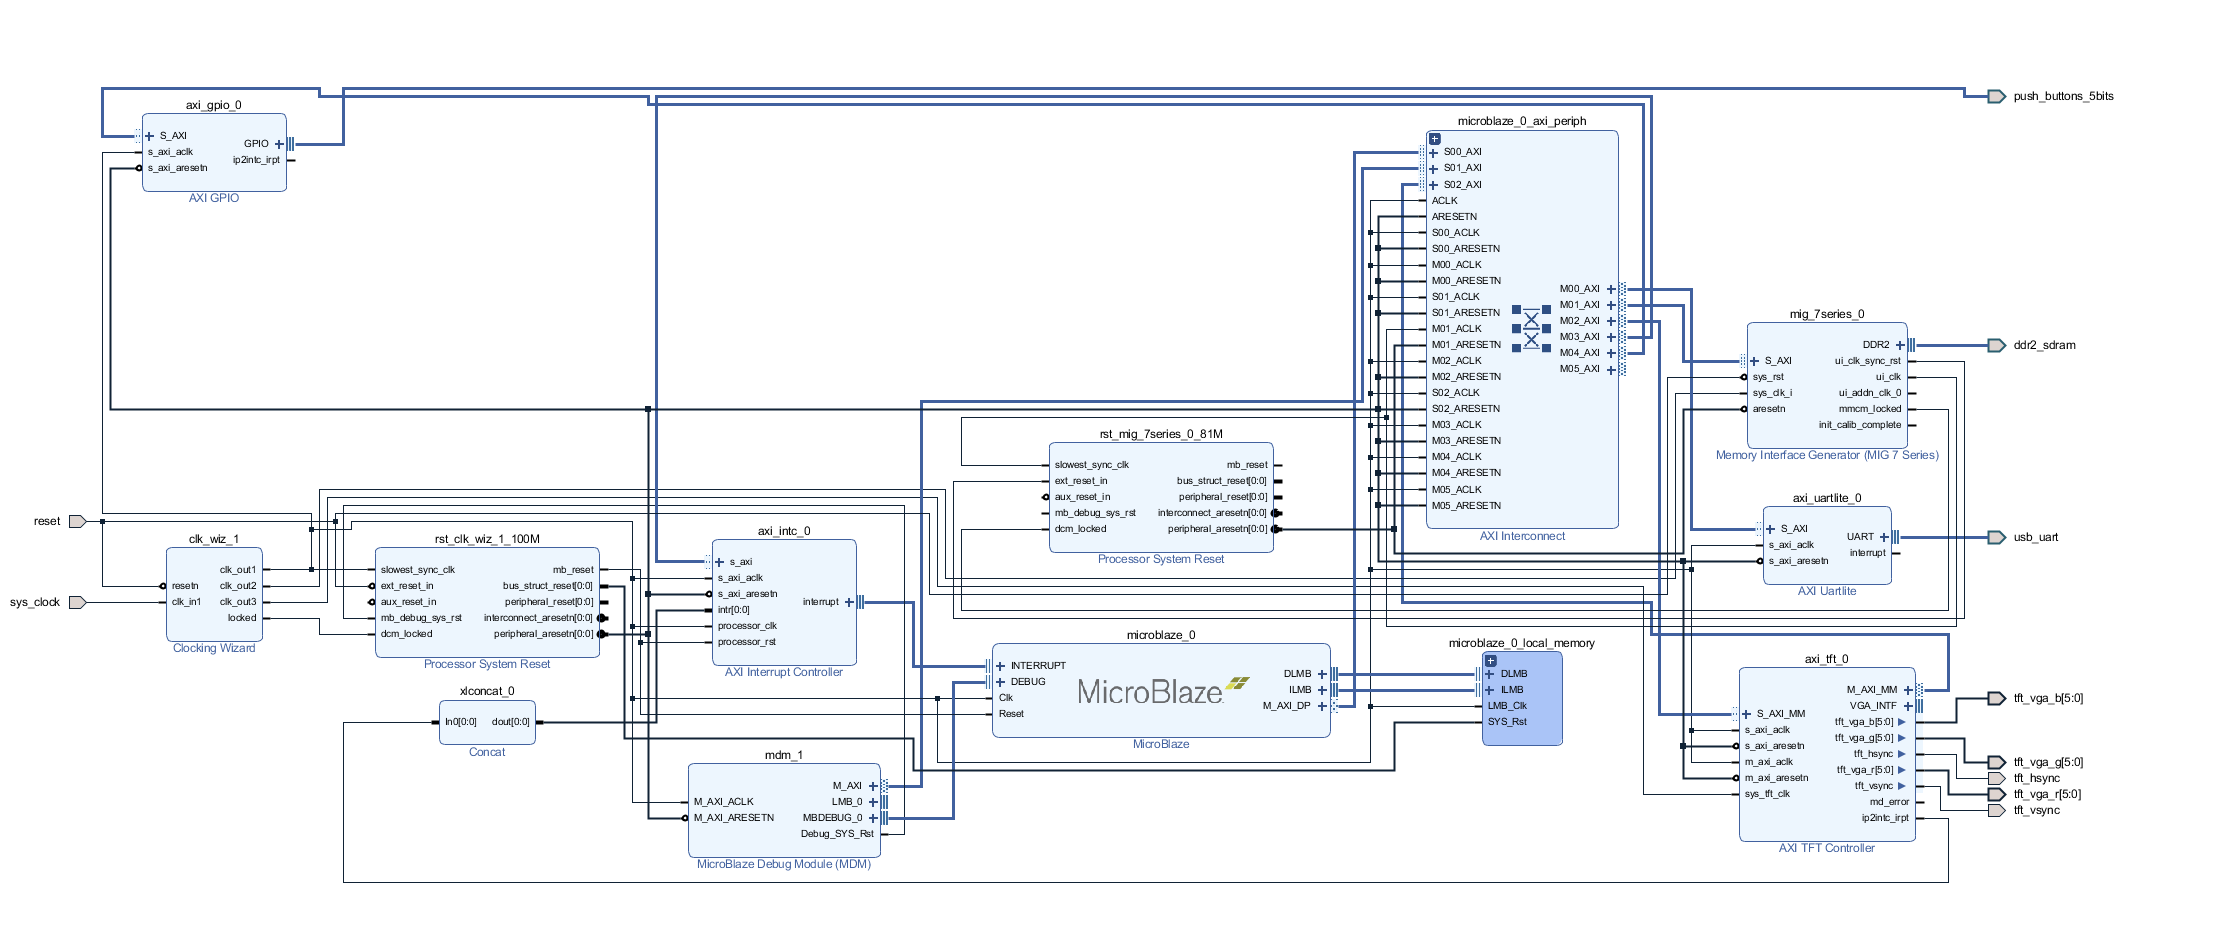 axi_gpio_0
S_AXI
s_axi_aclk
s_axi_aresetn
GPIO
ip2intc_irpt
AXI GPIO
push_buttons_5bits
microblaze_0_axi_periph
S00_AXI
S01_AXI
S02_AXI
ACLK
ARESETN
S00_ACLK
S00_ARESETN
M00_ACLK
M00_ARESETN
S01_ACLK
S01_ARESETN
M01_ACLK
M01_ARESETN
M02_ACLK
M02_ARESETN
S02_ACLK
S02_ARESETN
M03_ACLK
M03_ARESETN
M04_ACLK
M04_ARESETN
M05_ACLK
M05_ARESETN
M00_AXI
M01_AXI
M02_AXI
M03_AXI
M04_AXI
M05_AXI
AXI Interconnect
mig_7series_0
S_AXI
sys_rst
sys_clk_i
aresetn
DDR2
ui_clk_sync_rst
ui_clk
ui_addn_clk_0
mmcm_locked
init_calib_complete
Memory Interface Generator (MIG 7 Series)
ddr2_sdram
rst_mig_7series_0_81M
slowest_sync_clk
ext_reset_in
aux_reset_in
mb_debug_sys_rst
dcm_locked
mb_reset
bus_struct_reset[0:0]
peripheral_reset[0:0]
interconnect_aresetn[0:0]
peripheral_aresetn[0:0]
Processor System Reset
axi_uartlite_0
S_AXI
s_axi_aclk
s_axi_aresetn
UART
interrupt
AXI Uartlite
usb_uart
reset
sys_clock
clk_wiz_1
resetn
clk_in1
clk_out1
clk_out2
clk_out3
locked
Clocking Wizard
rst_clk_wiz_1_100M
slowest_sync_clk
ext_reset_in
aux_reset_in
mb_debug_sys_rst
dcm_locked
mb_reset
bus_struct_reset[0:0]
peripheral_reset[0:0]
interconnect_aresetn[0:0]
peripheral_aresetn[0:0]
Processor System Reset
axi_intc_0
s_axi
s_axi_aclk
s_axi_aresetn
intr[0:0]
processor_clk
processor_rst
interrupt
AXI Interrupt Controller
microblaze_0
INTERRUPT
DEBUG
Clk
Reset
MicroBlaze
DLMB
ILMB
M_AXI_DP
MicroBlaze
microblaze_0_local_memory
DLMB
ILMB
LMB_Clk
SYS_Rst
xlconcat_0
In0[0:0]
dout[0:0]
Concat
mdm_1
M_AXI_ACLK
M_AXI_ARESETN
M_AXI
LMB_0
MBDEBUG_0
Debug_SYS_Rst
MicroBlaze Debug Module (MDM)
axi_tft_0
S_AXI_MM
s_axi_aclk
s_axi_aresetn
m_axi_aclk
m_axi_aresetn
sys_tft_clk
M_AXI_MM
VGA_INTF
tft_vga_b[5:0]
tft_vga_g[5:0]
tft_hsync
tft_vga_r[5:0]
tft_vsync
md_error
ip2intc_irpt
AXI TFT Controller
tft_vga_b[5:0]
tft_vga_g[5:0]
tft_hsync
tft_vga_r[5:0]
tft_vsync